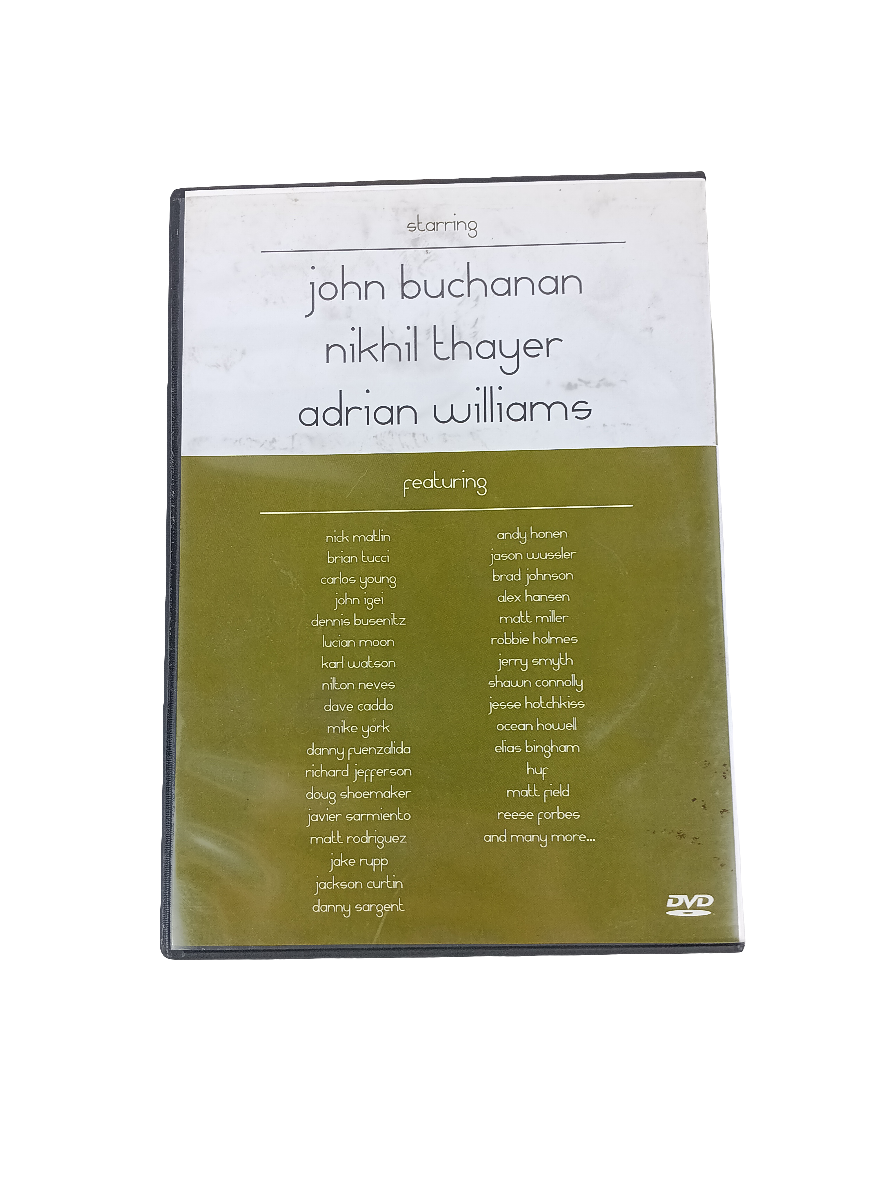 starring
john buchanan
nikhil thayer
adrian williams
featuring
nick matlin
brian tucci
carlos young
john igei
dennis busenitz
lucian moon
karl watson
nilton neves
dave caddo
mike york
danny fuenzalida
richard jefferson
doug shoemaker
javier sarmiento
matt rodriguez
jake rupp
jackson curtin
danny sargent
andy honen
jason wussler
brad johnson
alex hansen
matt miller
robbie holmes
jerry smyth
shawn connolly
jesse hotchkiss
ocean howell
elias bingham
huf
matt field
reese forbes
and many more...
DVD